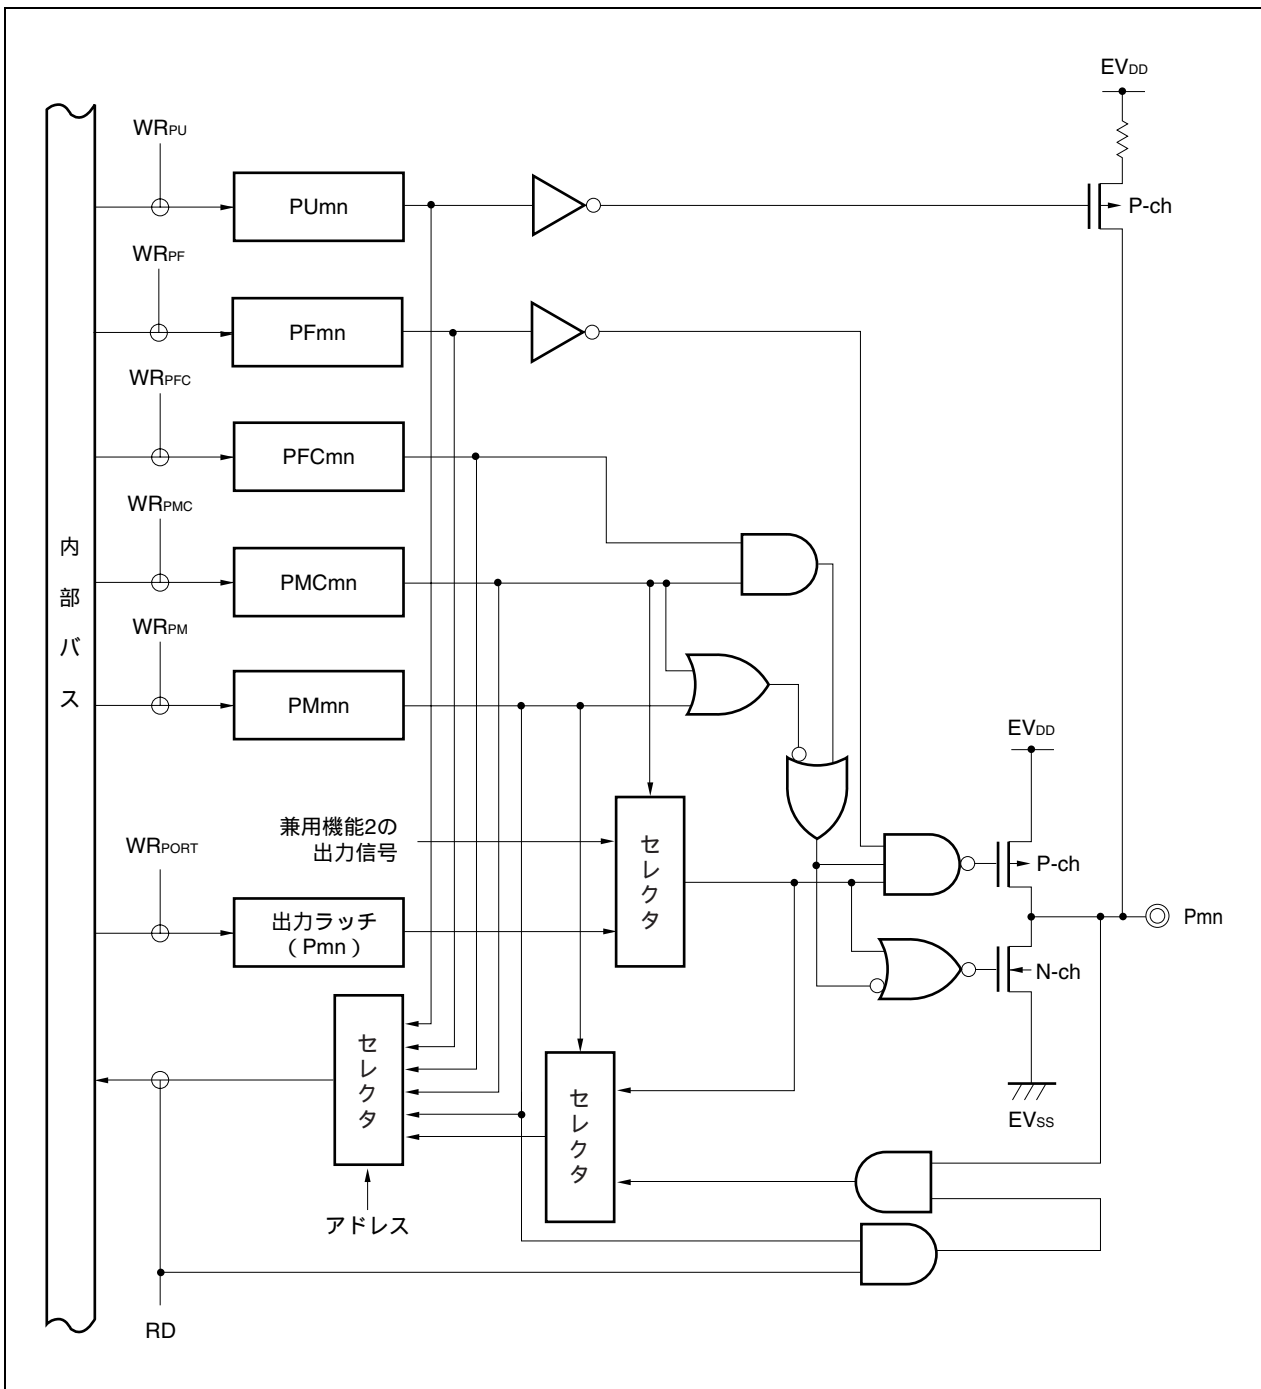 EVDD
WRPU
PUmn
P-ch
WRPF
PFmn
WRPFC
PFCmn
WRPMC
PMCmn
内部バス
WRPM
PMmn
EVDD
兼用機能2の
出力信号
WRPORT
セレクタ
P-ch
出力ラッチ
(Pmn)
Pmn
N-ch
セレクタ
セレクタ
EVSS
アドレス
RD